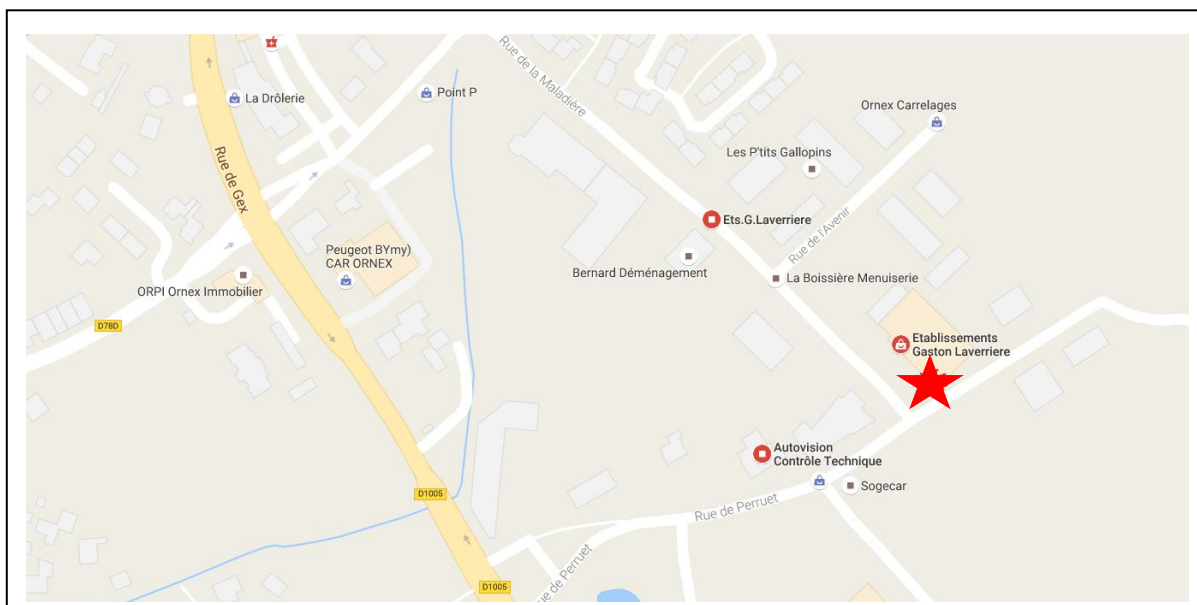 La Drôlerie
Point P
Rue de la Maladière
Ornex Carrelages
Les P'tits Gallopins
Rue de Gex
Ets.G.Laverriere
Rue de l'Avenir
Peugeot BYmy)
CAR ORNEX
Bernard Déménagement
La Boissière Menuiserie
ORPI Ornex Immobilier
D78D
Etablissements
Gaston Laverriere
Autovision
Contrôle Technique
Sogecar
D1005
Rue de Perruet
D1005
ue de Perruet